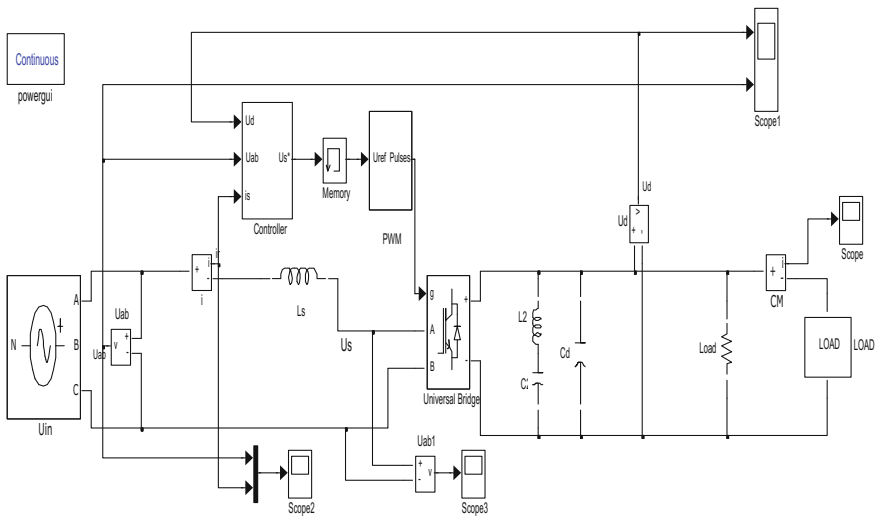 Continuous
powergui
Ud
Uab
is
Us*
Controller
Memory
Uref Pulses
PWM
Scope1
Ud
Ud
+ -
Scope
+
i
-
CM
+
i
-
i
Ls
Us
N
A
B
C
+
Uin
Uab
Uab
v
+
-
g
A
B
+
-
Universal Bridge
L2
Cd
Load
LOAD
LOAD
Uab1
+
-
v
Scope2
Scope3